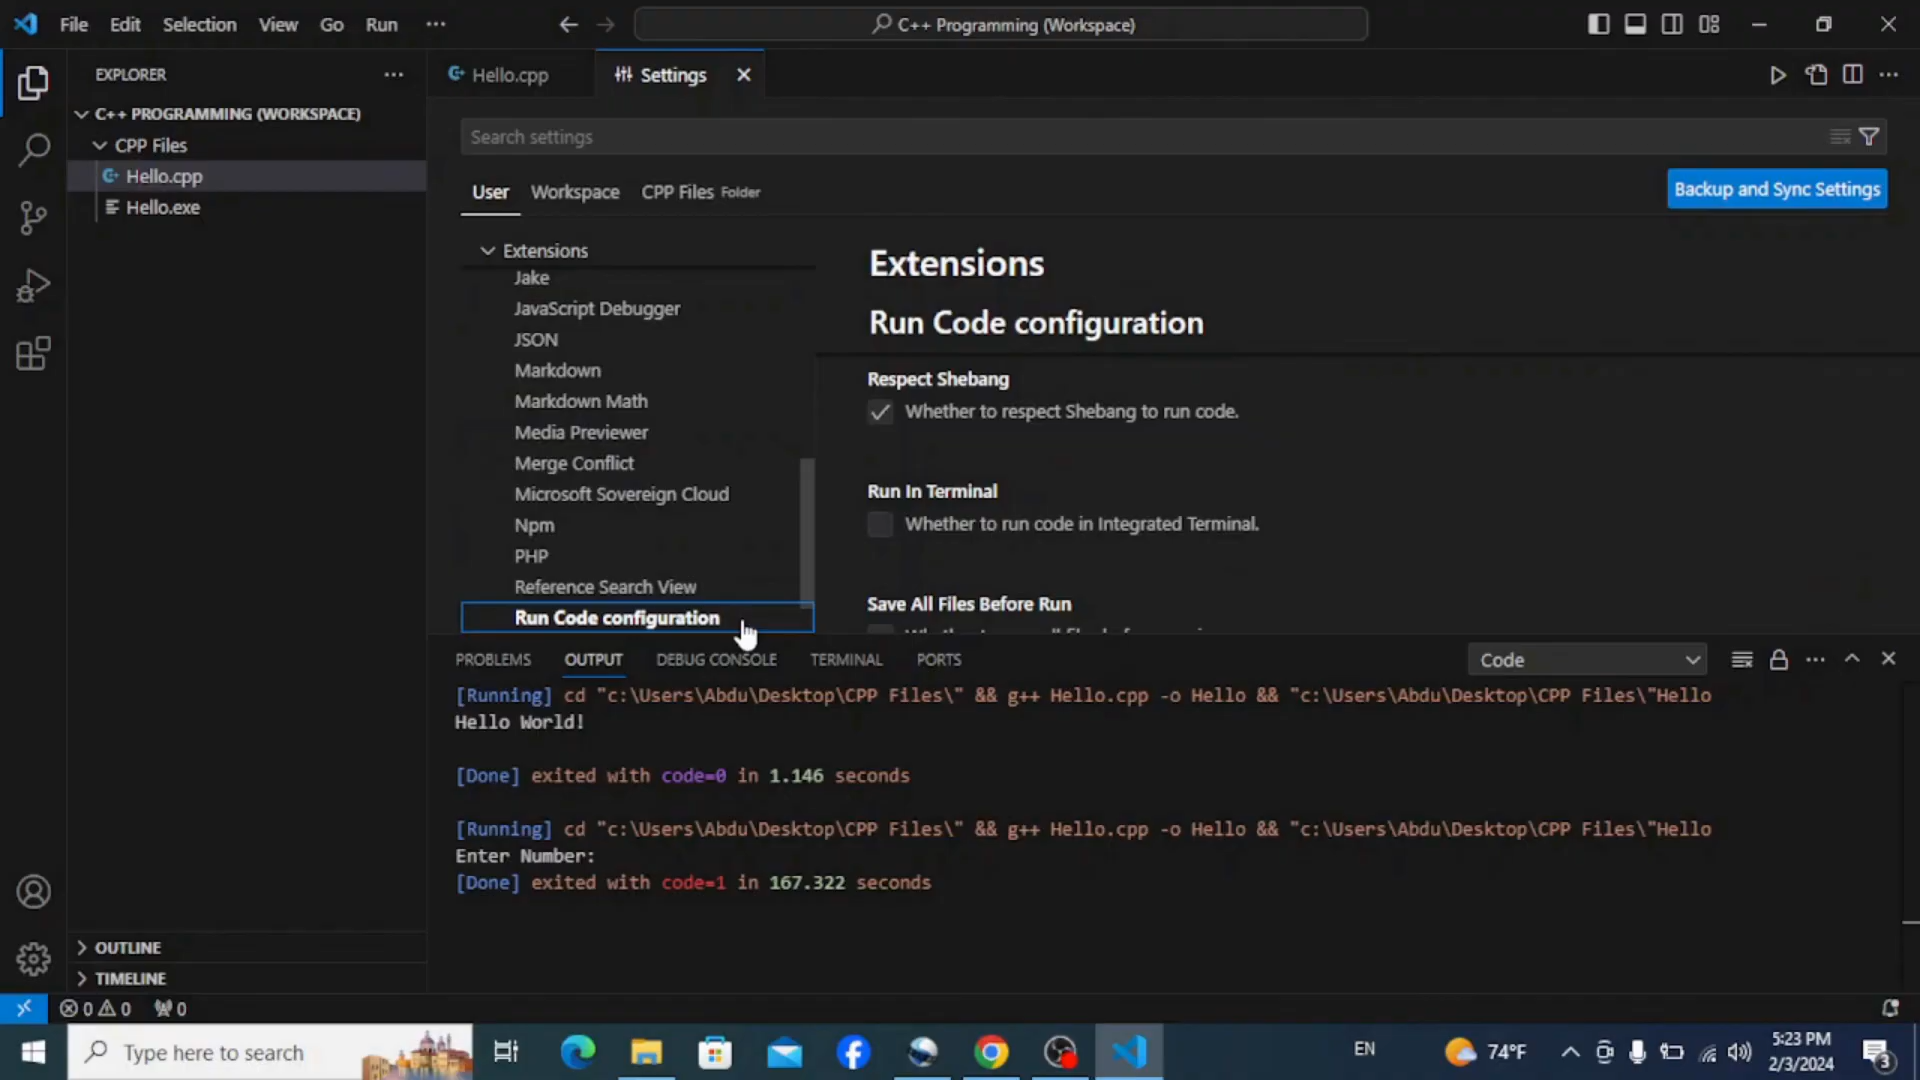 File Edit Selection View Go Run ···
C++ Programming (Workspace)
EXPLORER ···
C++ PROGRAMMING (WORKSPACE)
CPP Files
Hello.cpp
Hello.exe
OUTLINE
TIMELINE
Hello.cpp Settings
Search settings
User Workspace CPP Files Folder
Backup and Sync Settings
Extensions
Jake
JavaScript Debugger
JSON
Markdown
Markdown Math
Media Previewer
Merge Conflict
Microsoft Sovereign Cloud
Npm
PHP
Reference Search View
Run Code configuration
Extensions
Run Code configuration
Respect Shebang
Whether to respect Shebang to run code.
Run In Terminal
Whether to run code in Integrated Terminal.
Save All Files Before Run
PROBLEMS OUTPUT DEBUG CONSOLE TERMINAL PORTS
Code
[Running] cd "c:\Users\Abdu\Desktop\CPP Files\" && g++ Hello.cpp -o Hello && "c:\Users\Abdu\Desktop\CPP Files\"Hello
Hello World!
[Done] exited with code=0 in 1.146 seconds
[Running] cd "c:\Users\Abdu\Desktop\CPP Files\" && g++ Hello.cpp -o Hello && "c:\Users\Abdu\Desktop\CPP Files\"Hello
Enter Number:
[Done] exited with code=1 in 167.322 seconds
0 0 0
Type here to search
EN
74°F
5:23 PM
2/3/2024
3